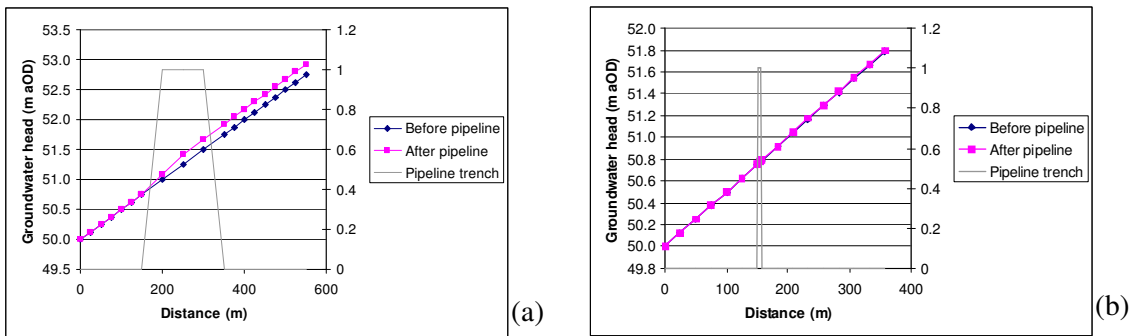 53.5
53.0
52.5
52.0
51.5
51.0
50.5
50.0
49.5
Groundwater head (m aOD)
1.2
1
0.8
0.6
0.4
0.2
0
0 200 400 600
Distance (m)
Before pipeline
After pipeline
Pipeline trench
(a)
52.0
51.8
51.6
51.4
51.2
51.0
50.8
50.6
50.4
50.2
50.0
49.8
Groundwater head (m aOD)
1.2
1
0.8
0.6
0.4
0.2
0
0 100 200 300 400
Distance (m)
Before pipeline
After pipeline
Pipeline trench
(b)